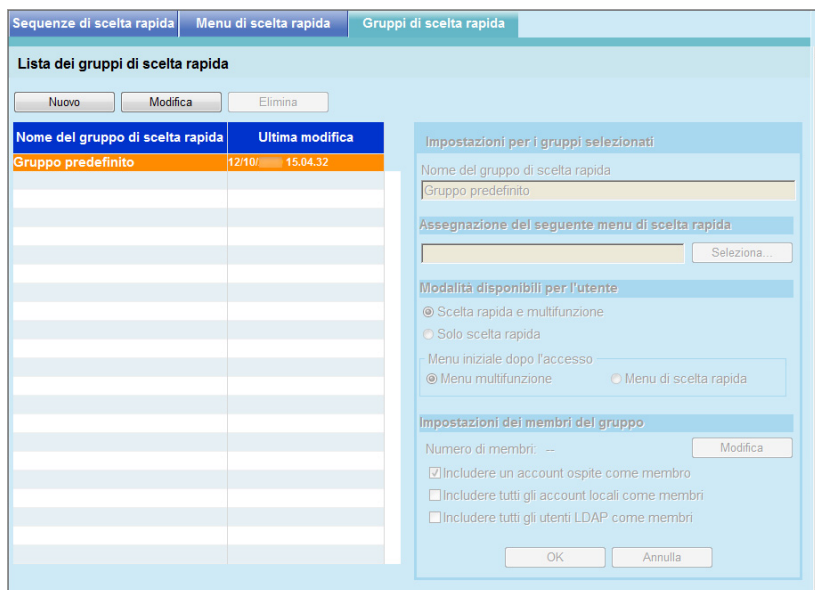 Sequenze di scelta rapida Menu di scelta rapida Gruppi di scelta rapida
Lista dei gruppi di scelta rapida
Nuovo Modifica Elimina
Nome del gruppo di scelta rapida Ultima modifica
Gruppo predefinito 12/10/ 15.04.32
Impostazioni per i gruppi selezionati
Nome del gruppo di scelta rapida
Gruppo predefinito
Assegnazione del seguente menu di scelta rapida
Seleziona...
Modalità disponibili per l'utente
Scelta rapida e multifunzione
Solo scelta rapida
Menu iniziale dopo l'accesso
Menu multifunzione Menu di scelta rapida
Impostazioni dei membri del gruppo
Numero di membri: -- Modifica
Includere un account ospite come membro
Includere tutti gli account locali come membri
Includere tutti gli utenti LDAP come membri
OK Annulla